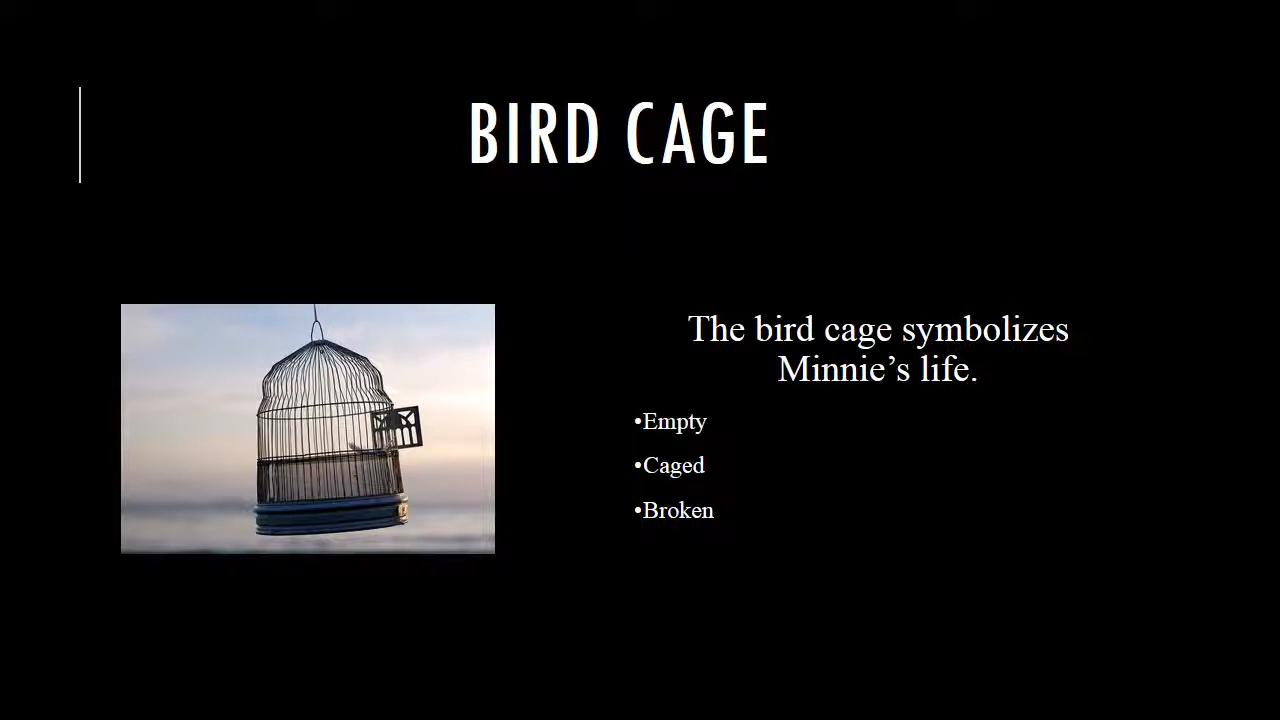 BIRD CAGE
The bird cage symbolizes
Minnie’s life.
•Empty
•Caged
•Broken